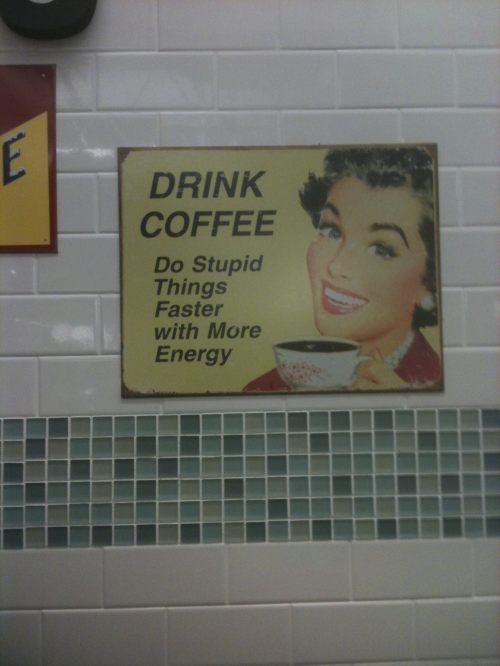 E
DRINK
COFFEE
Do Stupid
Things
Faster
with More
Energy